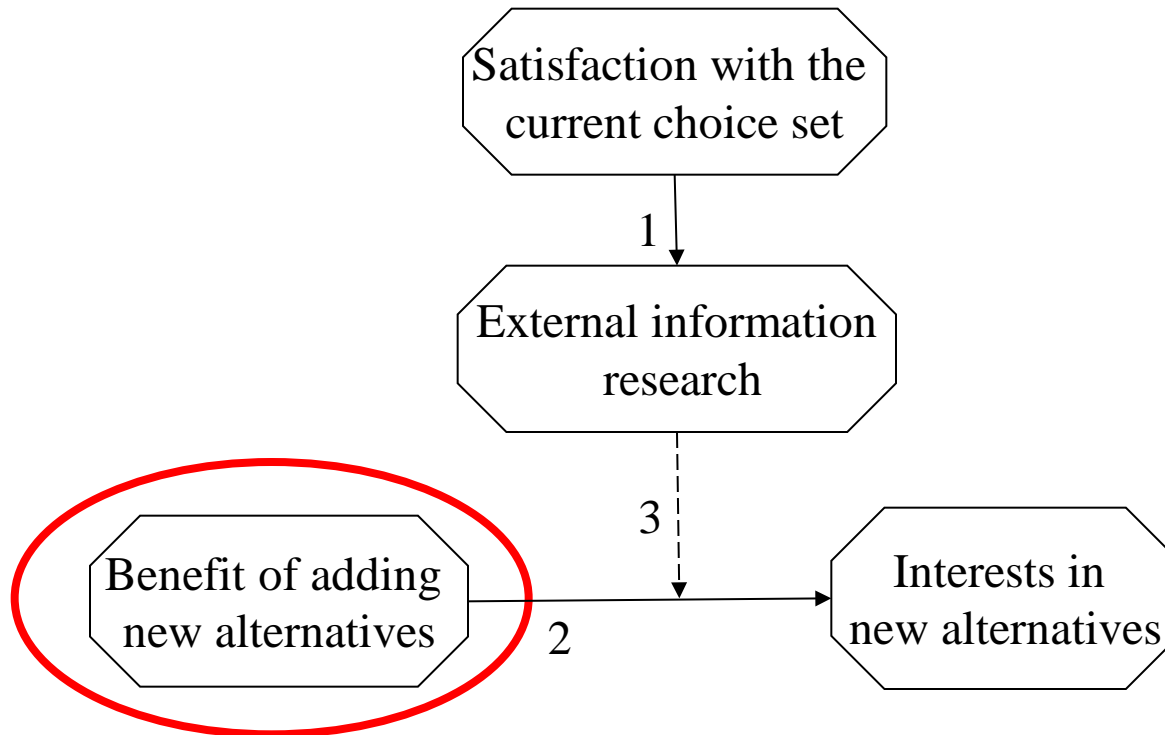 Satisfaction with the
current choice set
1
External information
research
3
Benefit of adding
new alternatives
2
Interests in
new alternatives